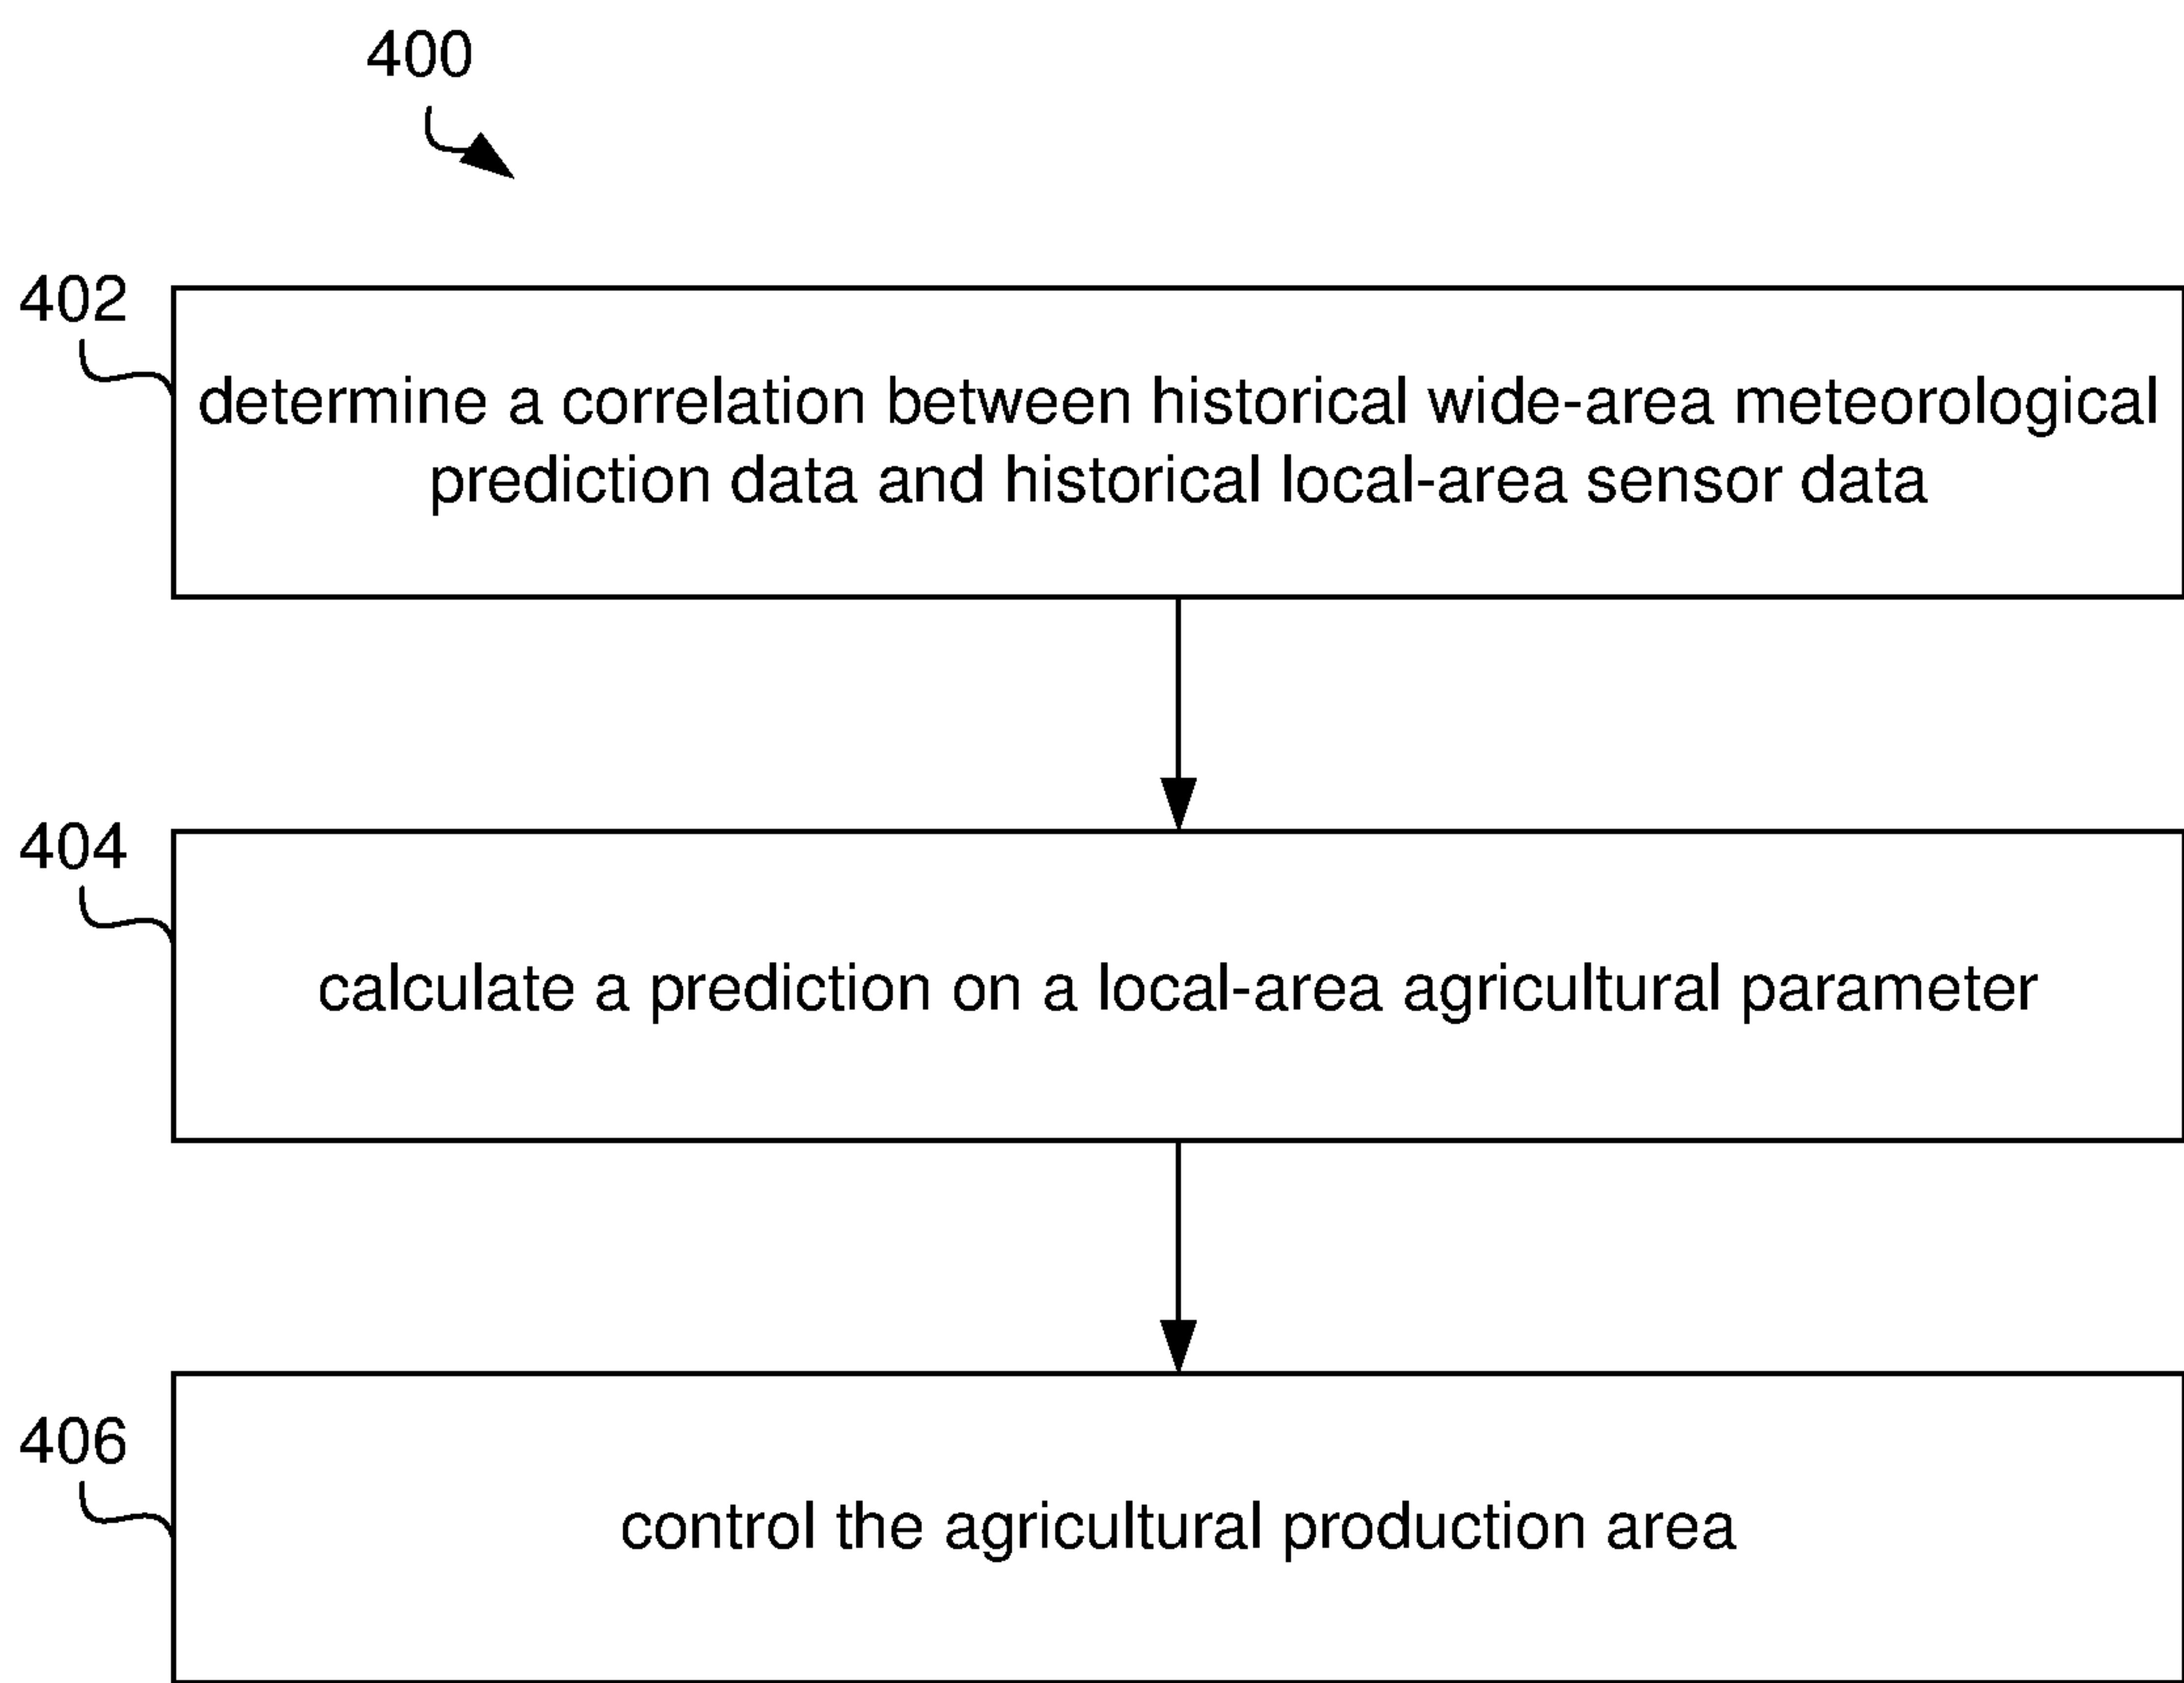 400
402
determine a correlation between historical wide-area meteorological
prediction data and historical local-area sensor data
404
calculate a prediction on a local-area agricultural parameter
406
control the agricultural production area